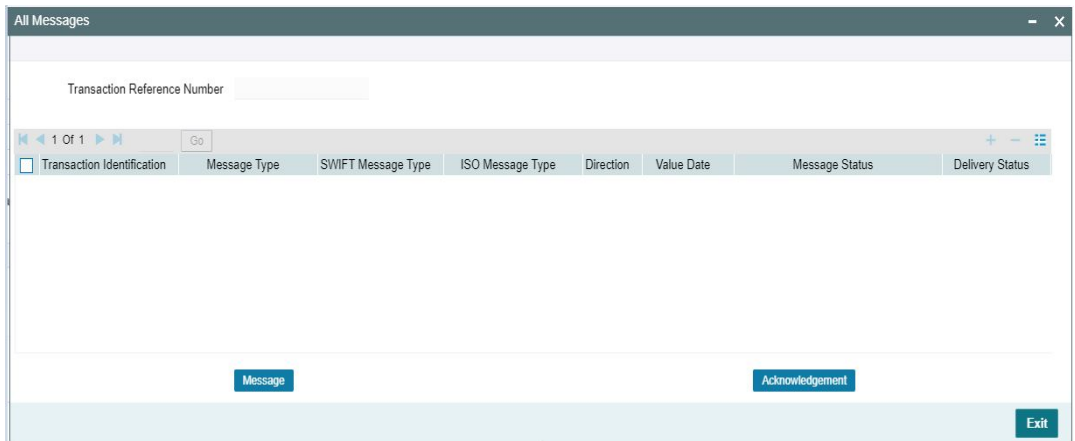 All Messages
Transaction Reference Number
1 Of 1 Go
Transaction Identification Message Type SWIFT Message Type ISO Message Type Direction Value Date Message Status Delivery Status
Message Acknowledgement
Exit